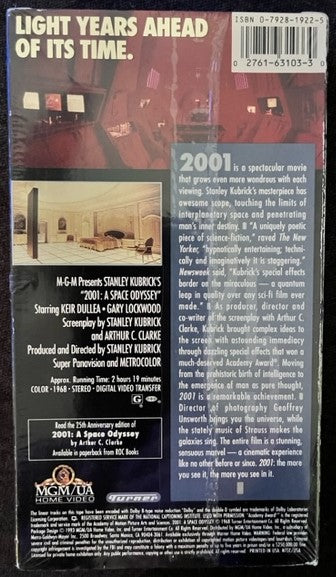 LIGHT YEARS AHEAD
OF ITS TIME.
ISBN 0-7928-1922-5
0 27616 3103-3 0
2001 is a spectacular movie
that grows even more wondrous with each
viewing. Stanley Kubrick's masterpiece has
awesome scope, touching the limits of
interplanetary space and penetrating
man's inner destiny. "A uniquely poetic
piece of science-fiction," raved The New
Yorker, "hypnotically entertaining; techni-
cally and imaginatively it is staggering."
Newsweek said, "Kubrick's special effects
border on the miraculous — a quantum
leap in quality over any sci-fi film ever
made." As producer, director and
co-writer of the screenplay with Arthur C.
Clarke, Kubrick brought complex ideas to
the screen with astounding immediacy
through dazzling special effects that won a
much-deserved Academy Award®. Moving
from the prehistoric birth of intelligence to
the emergence of man as pure thought,
2001 is a remarkable achievement.
Director of photography Geoffrey
Unsworth brings you the universe, while
the stately music of Strauss makes the
galaxies sing. The entire film is a stunning,
sensuous marvel — a cinematic experience
like no other before or since. 2001: the more
you see it, the more you see in it.
M-G-M Presents STANLEY KUBRICK'S
"2001: A SPACE ODYSSEY"
Starring KEIR DULLEA • GARY LOCKWOOD
Screenplay by STANLEY KUBRICK
and ARTHUR C. CLARKE
Produced and Directed by STANLEY KUBRICK
Super Panavision and METROCOLOR
Approx. Running Time: 2 hours 19 minutes
COLOR • 1968 • STEREO • DIGITAL VIDEO TRANSFER
G
Read the 25th Anniversary edition of
2001: A Space Odyssey
by Arthur C. Clarke
Available in paperback from ROC Books
MGM/UA
HOME VIDEO
Turner